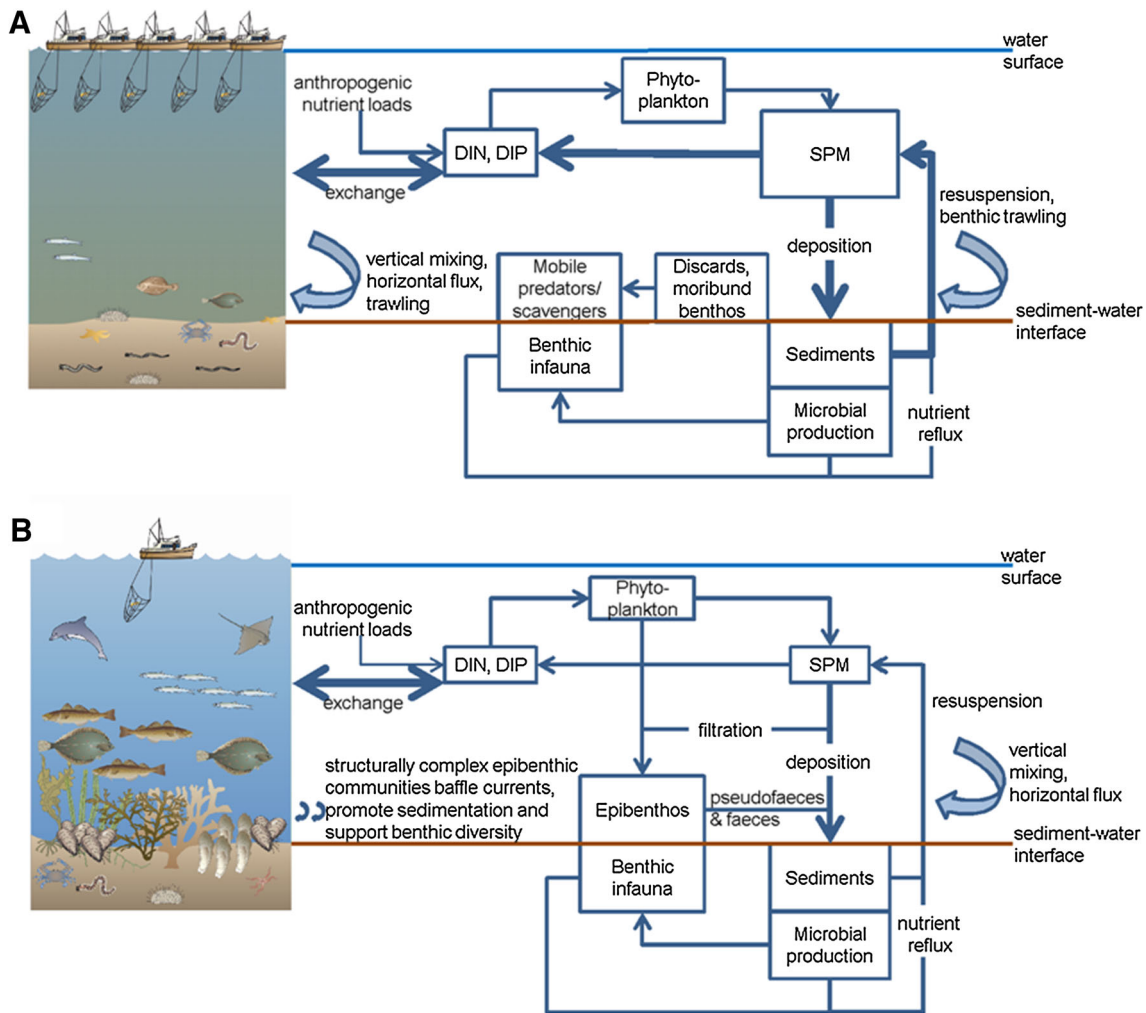 A
water
surface
anthropogenic
nutrient loads
Phyto-
plankton
DIN, DIP
SPM
exchange
resuspension,
benthic trawling
deposition
vertical mixing,
horizontal flux,
trawling
Mobile
predators/
scavengers
Discards,
moribund
benthos
sediment-water
interface
Benthic
infauna
Sediments
Microbial
production
nutrient
reflux
B
water
surface
anthropogenic
nutrient loads
Phyto-
plankton
DIN, DIP
SPM
exchange
resuspension
filtration
deposition
vertical
mixing,
horizontal flux
structurally complex epibenthic
communities baffle currents,
promote sedimentation and
support benthic diversity
Epibenthos
pseudofaeces
& faeces
sediment-water
interface
Benthic
infauna
Sediments
Microbial
production
nutrient
reflux